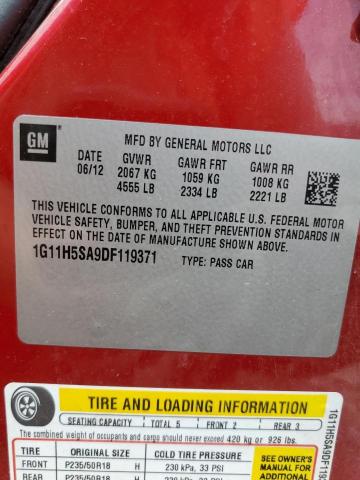 GM
MFD BY GENERAL MOTORS LLC
DATE GVWR GAWR FRT GAWR RR
06/12 2067 KG 1059 KG 1008 KG
4555 LB 2334 LB 2221 LB
THIS VEHICLE CONFORMS TO ALL APPLICABLE U.S. FEDERAL MOTOR
VEHICLE SAFETY, BUMPER, AND THEFT PREVENTION STANDARDS IN
EFFECT ON THE DATE OF MANUFACTURE SHOWN ABOVE.
1G11H5SA9DF119371 TYPE: PASS CAR
TIRE AND LOADING INFORMATION
SEATING CAPACITY TOTAL 5 FRONT 2 REAR 3
The combined weight of occupants and cargo should never exceed 420 kg or 926 lbs.
TIRE ORIGINAL SIZE COLD TIRE PRESSURE
FRONT P235/50R18 H 230 kPa, 33 PSI
REAR P235/50R18 H 230 kPa, 33 PSI
SEE OWNER'S
MANUAL FOR
ADDITIONAL
1G11H5SA9DF119